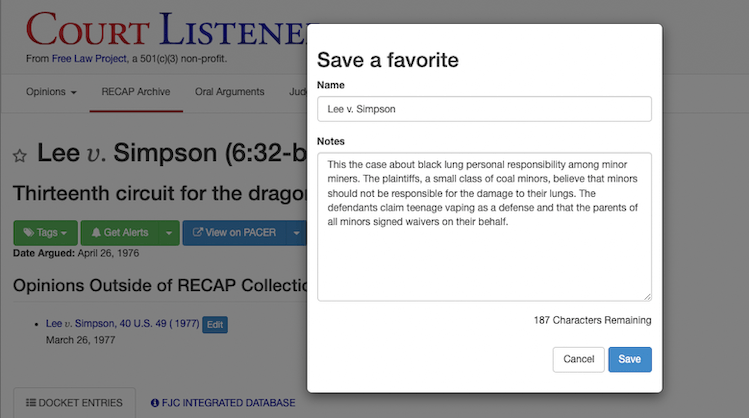 COURT LISTENE
From Free Law Project, a 501(c)(3) non-profit.
Opinions
RECAP Archive
Oral Arguments
Lee v. Simpson (6:32-b
Thirteenth circuit for the drago
Tags
Get Alerts
View on PACER
Date Argued: April 26, 1976
Opinions Outside of RECAP Collectio
Lee v. Simpson, 40 U.S. 49 ( 1977) Edit
March 26, 1977
DOCKET ENTRIES
FJC INTEGRATED DATABASE
Save a favorite
Name
Lee v. Simpson
Notes
This the case about black lung personal responsibility among minor
miners. The plaintiffs, a small class of coal minors, believe that minors
should not be responsible for the damage to their lungs. The
defendants claim teenage vaping as a defense and that the parents of
all minors signed waivers on their behalf.
187 Characters Remaining
Cancel
Save